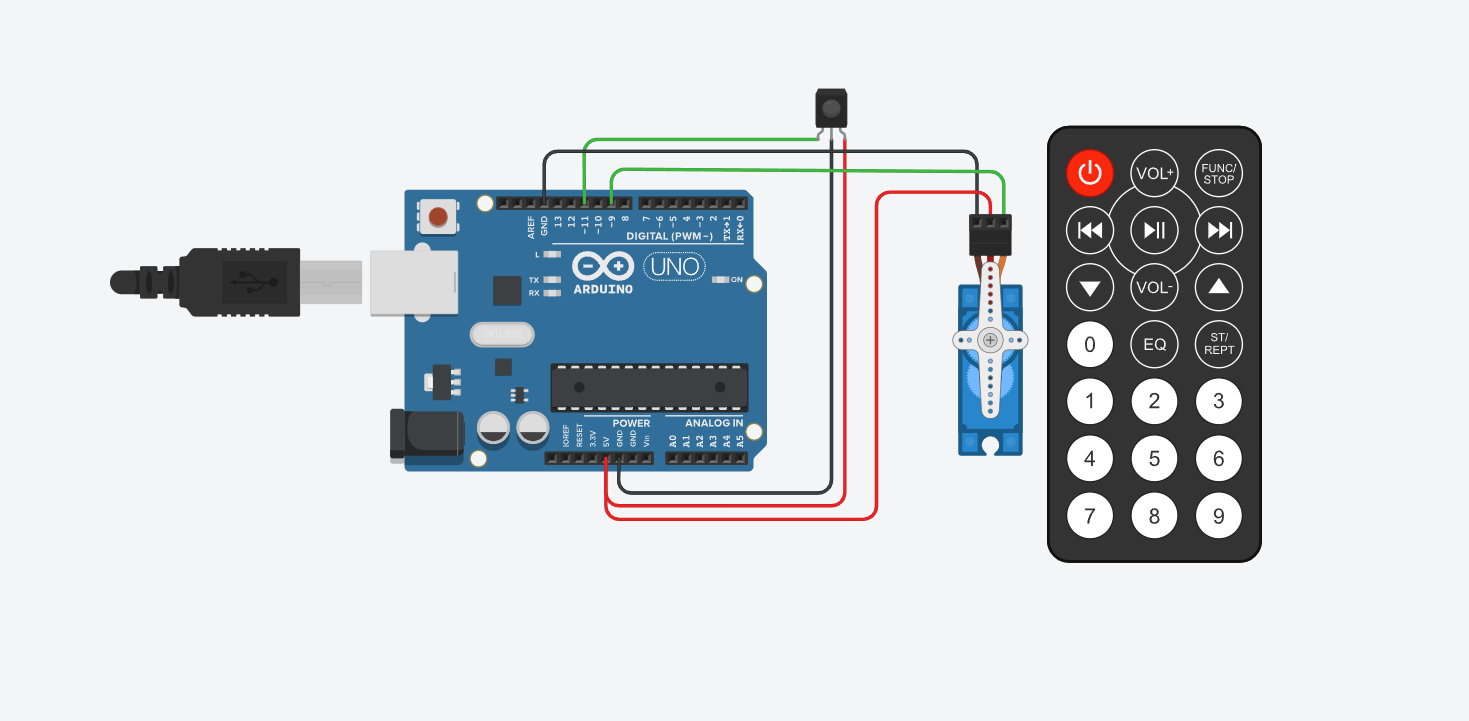 AREF
GND
13
12
~11
~10
~9
8
7
~6
~5
4
~3
2
TX→1
RX←0
DIGITAL (PWM~)
L
TX
RX
ARDUINO
UNO
ON
POWER
ANALOG IN
IOREF
RESET
3.3V
5V
GND
GND
Vin
A0
A1
A2
A3
A4
A5
VOL+
FUNC/
STOP
VOL-
0
EQ
ST/
REPT
1
2
3
4
5
6
7
8
9